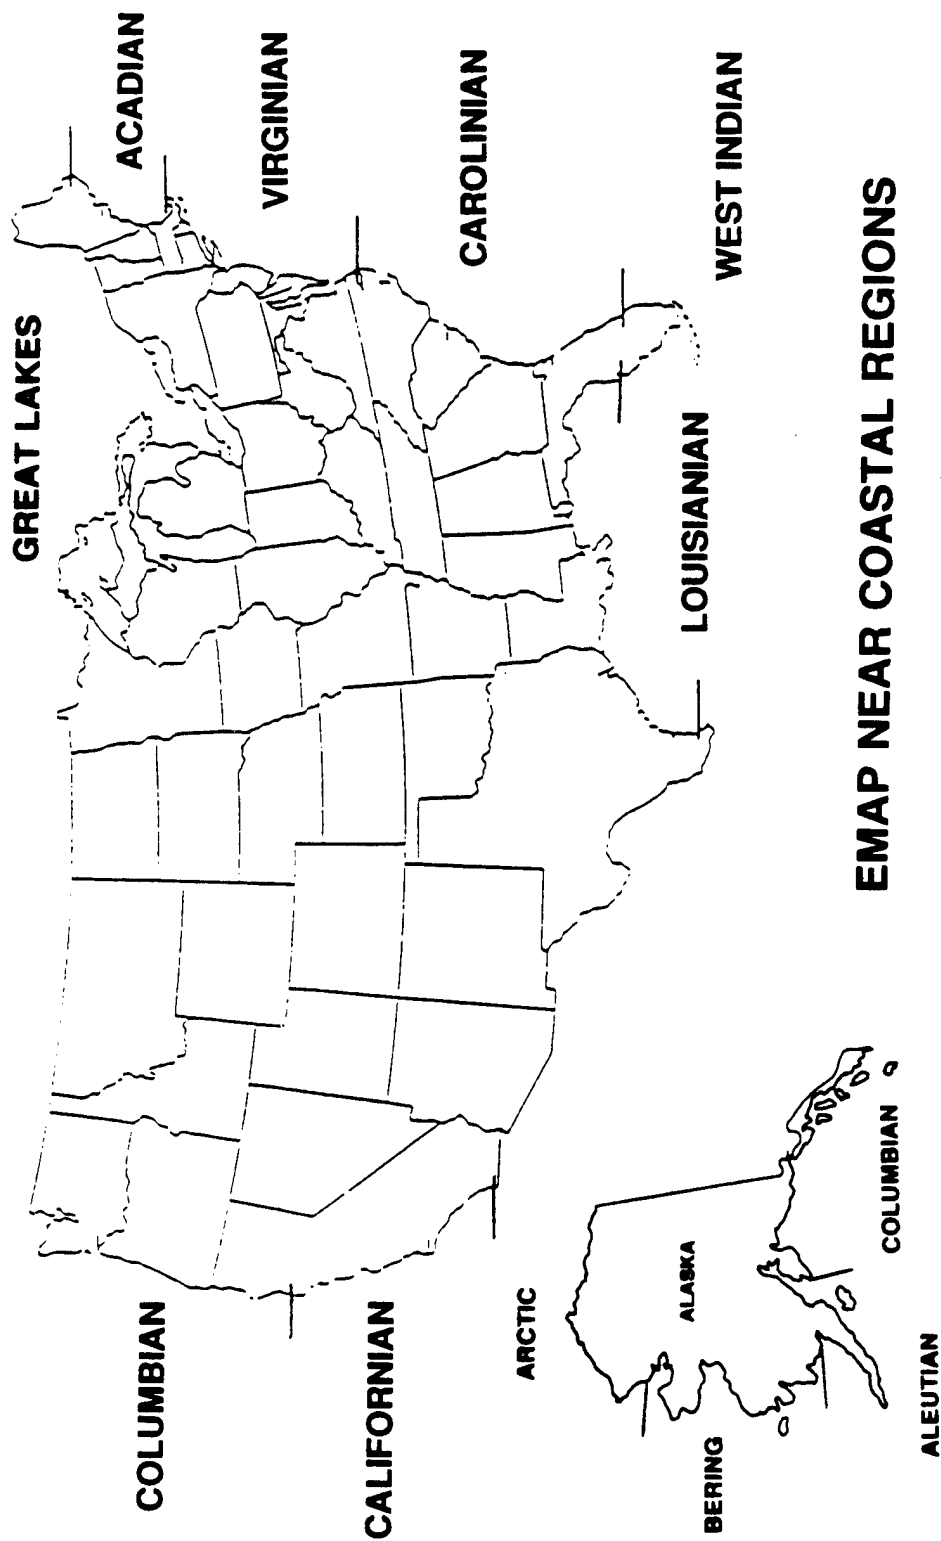 GREAT LAKES
ACADIAN
VIRGINIAN
COLUMBIAN
CAROLINIAN
CALIFORNIAN
WEST INDIAN
LOUISIANIAN
ARCTIC
ALASKA
BERING
COLUMBIAN
ALEUTIAN
EMAP NEAR COASTAL REGIONS